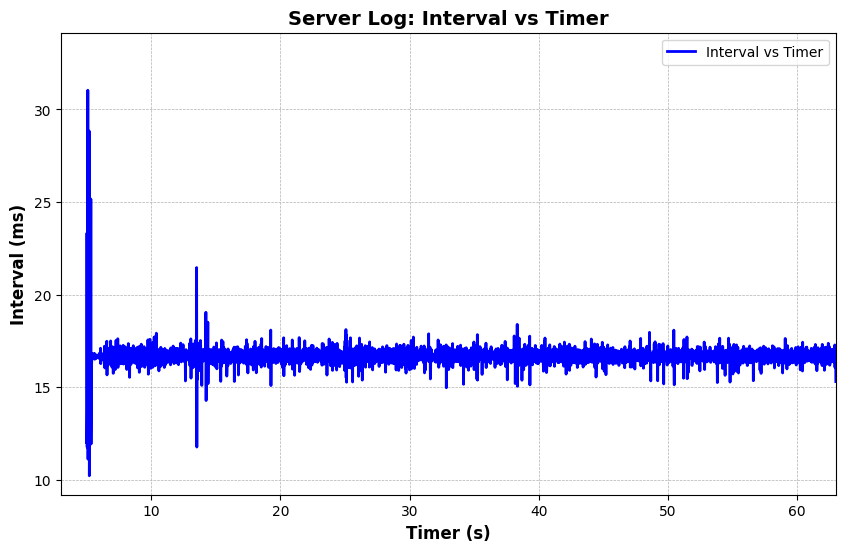 Server Log: Interval vs Timer
Interval vs Timer
Interval (ms)
30
25
20
15
10
10 20 30 40 50 60
Timer (s)